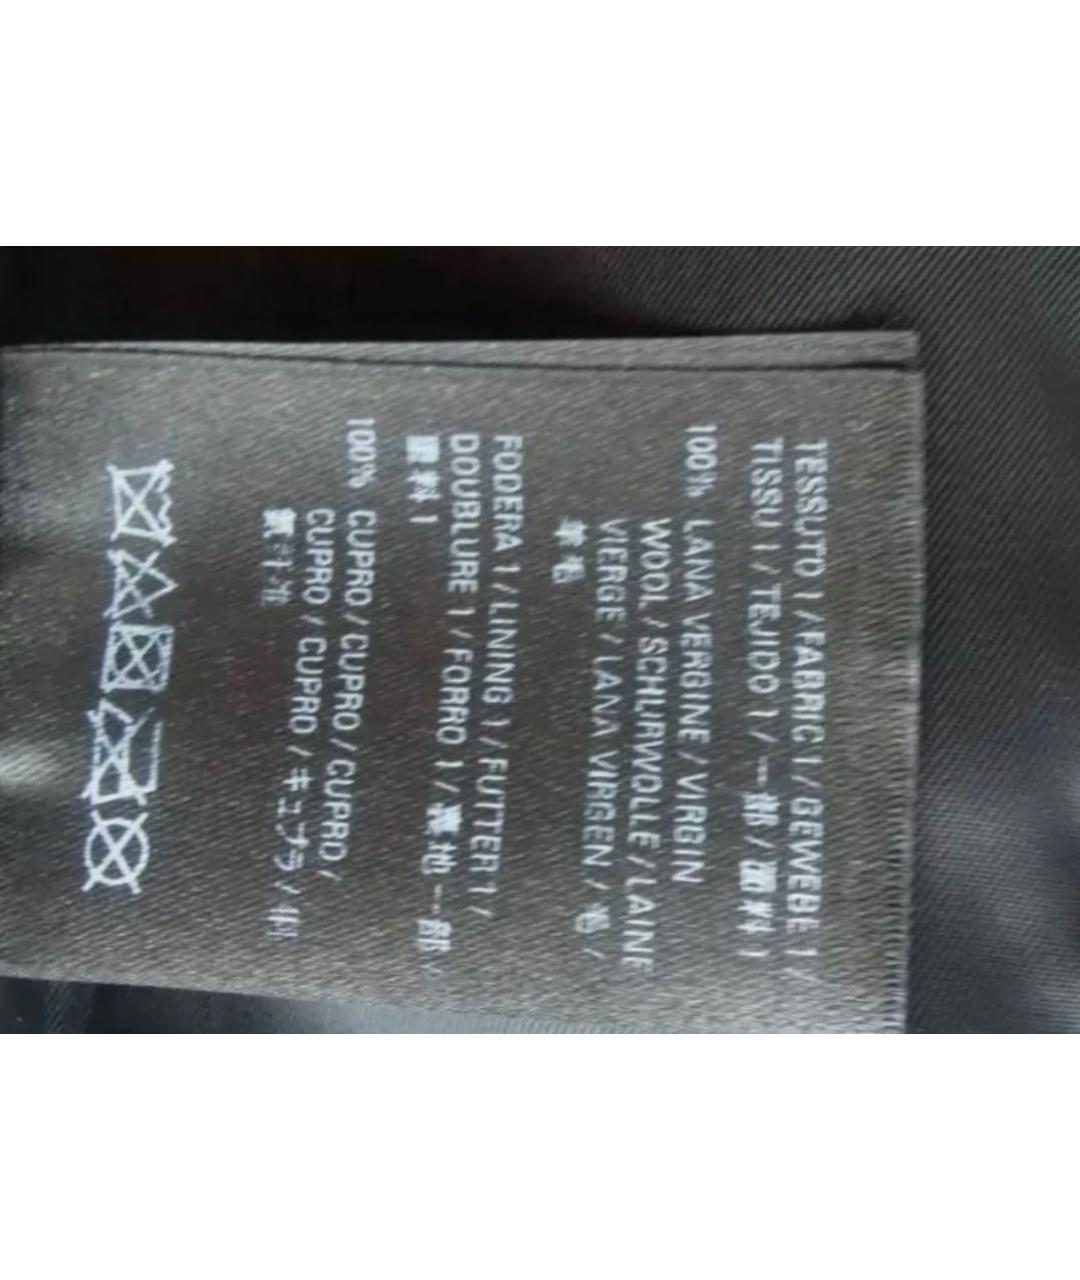 TESSUTO 1 / FABRIC 1 / GEWEBE 1 /
TISSU 1 / TEJIDO 1 / 一部 / 面料 1
100% LANA VERGINE / VIRGIN
WOOL / SCHURWOLLE / LAINE
VIERGE / LANA VIRGEN / 毛 /
羊毛
FODERA 1 / LINING 1 / FUTTER 1 /
DOUBLURE 1 / FORRO 1 / 裏地一部 /
料 1
100% CUPRO / CUPRO / CUPRO /
CUPRO / CUPRO / キュプラ /